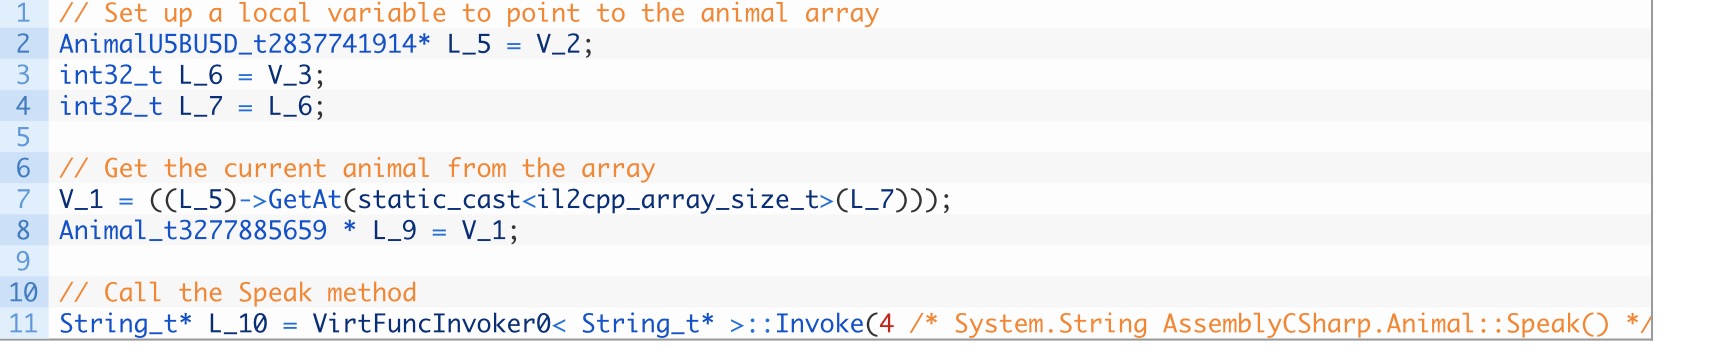 1 // Set up a local variable to point to the animal array
2 AnimalU5BU5D_t2837741914* L_5 = V_2;
3 int32_t L_6 = V_3;
4 int32_t L_7 = L_6;
5
6 // Get the current animal from the array
7 V_1 = ((L_5)->GetAt(static_cast<il2cpp_array_size_t>(L_7)));
8 Animal_t3277885659 * L_9 = V_1;
9
10 // Call the Speak method
11 String_t* L_10 = VirtFuncInvoker0< String_t* >::Invoke(4 /* System.String AssemblyCSharp.Animal::Speak() */